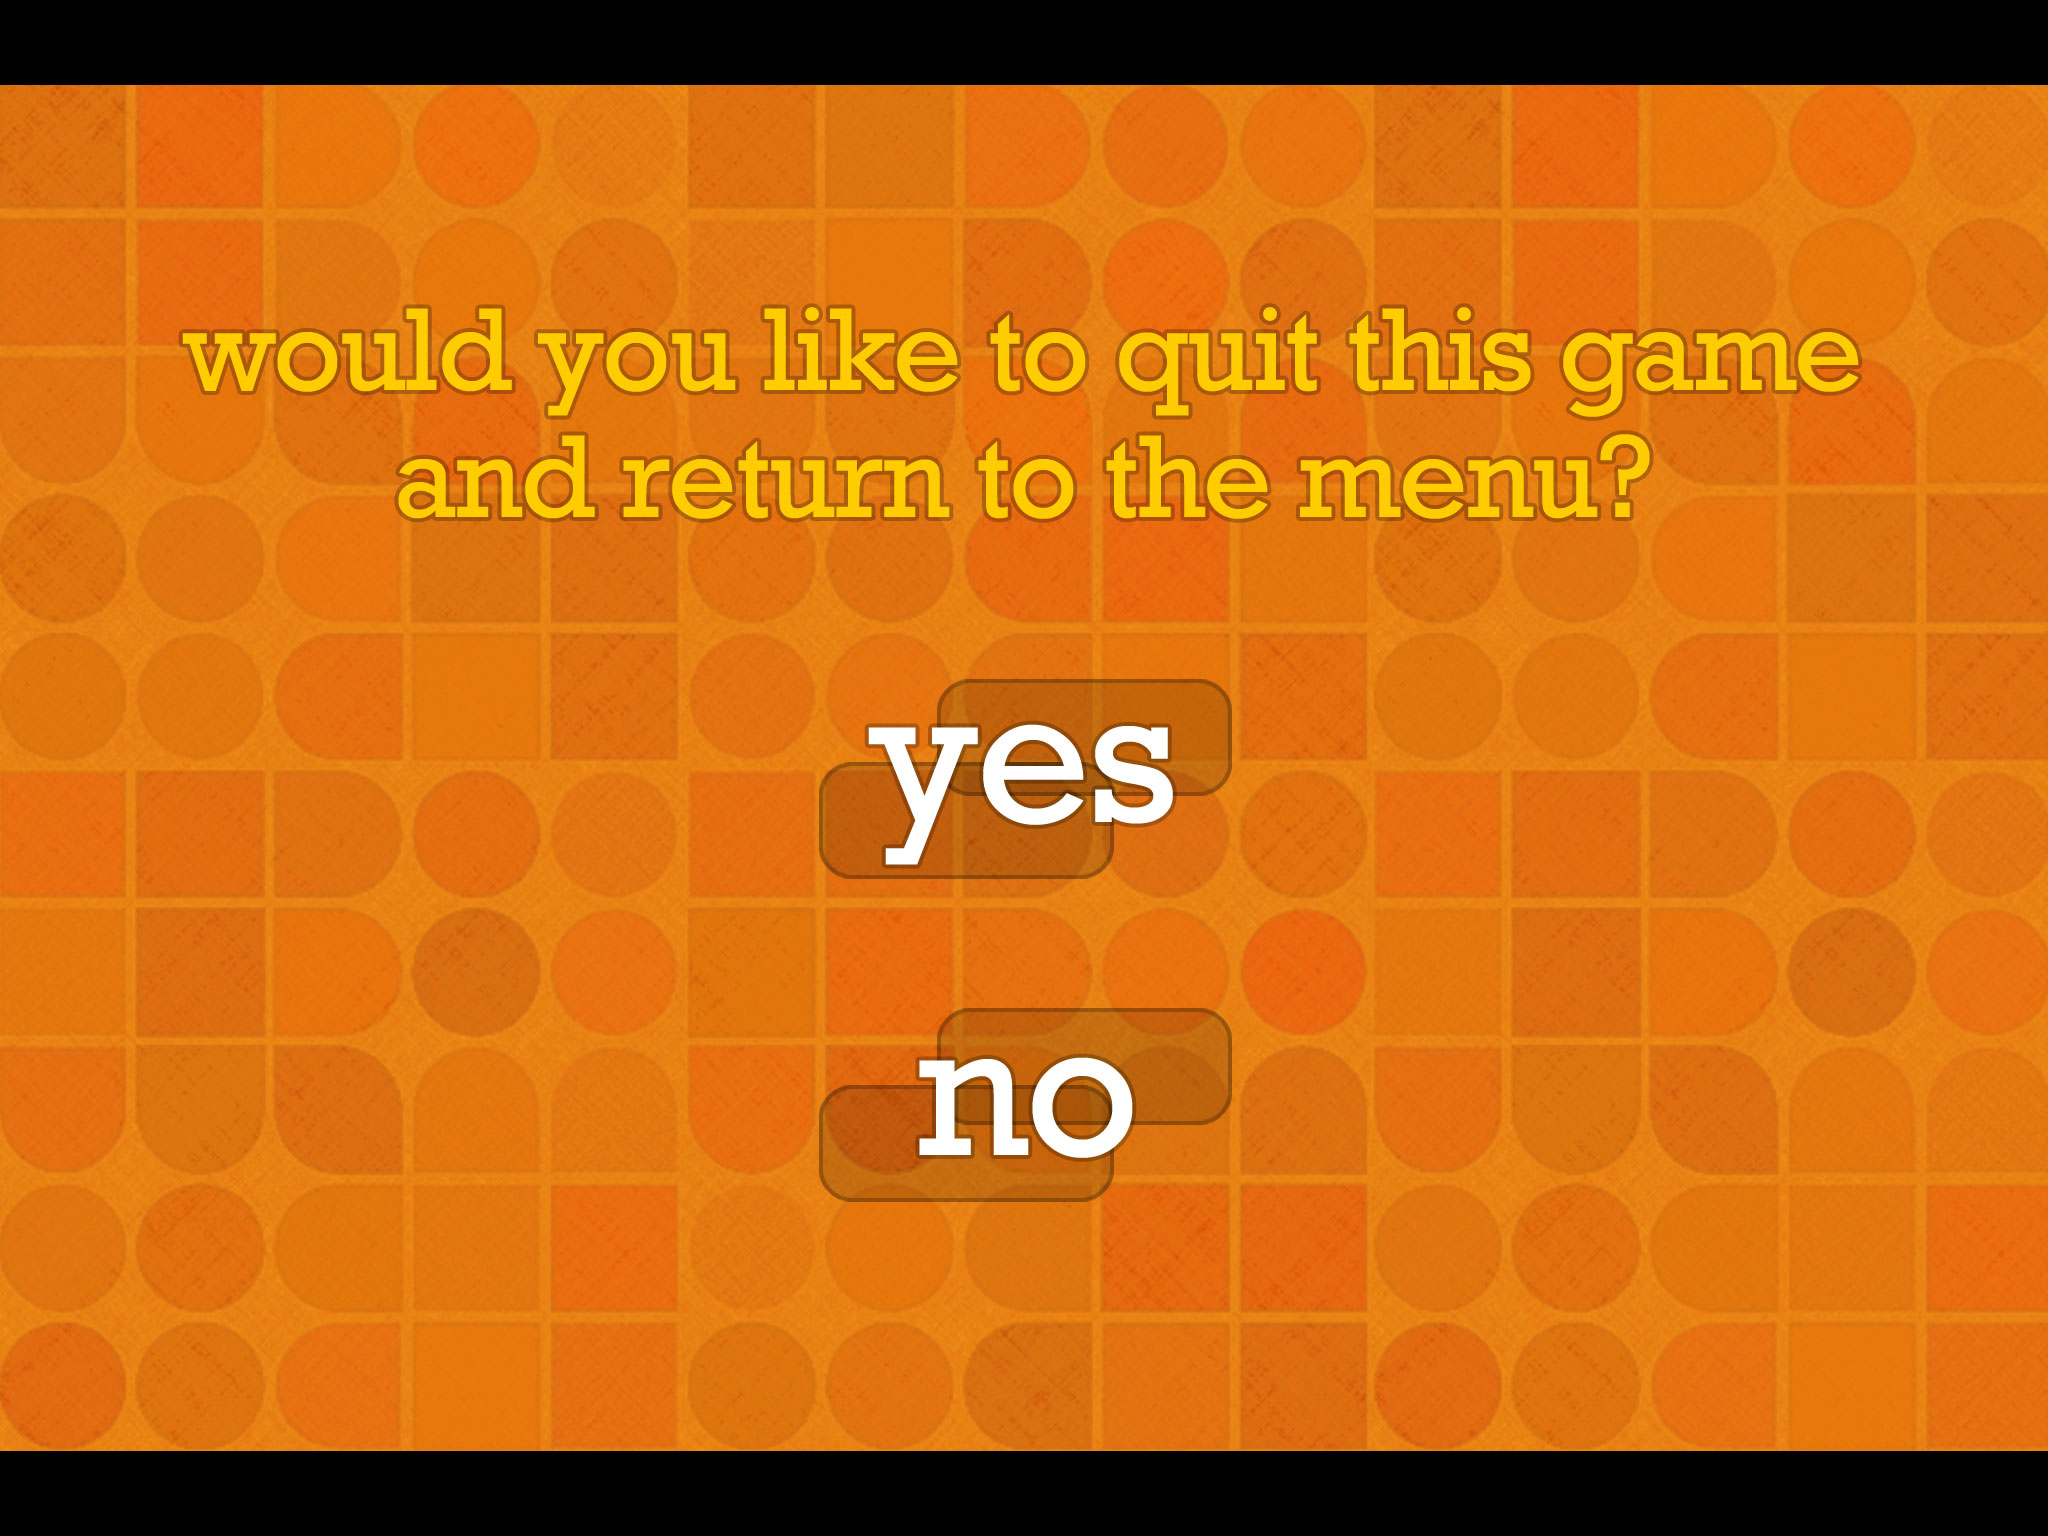 would you like to quit this game
and return to the menu?
yes
no